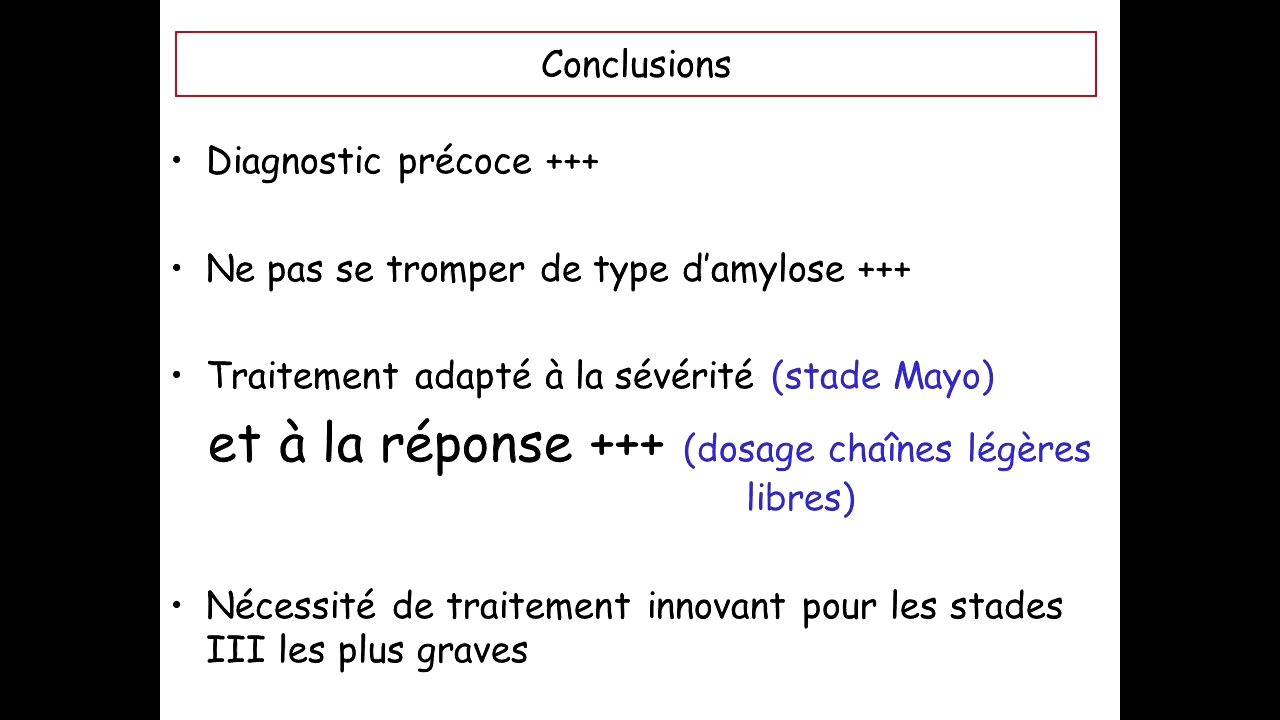 Conclusions
• Diagnostic précoce +++
• Ne pas se tromper de type d’amylose +++
• Traitement adapté à la sévérité (stade Mayo)
et à la réponse +++ (dosage chaînes légères
libres)
• Nécessité de traitement innovant pour les stades
III les plus graves